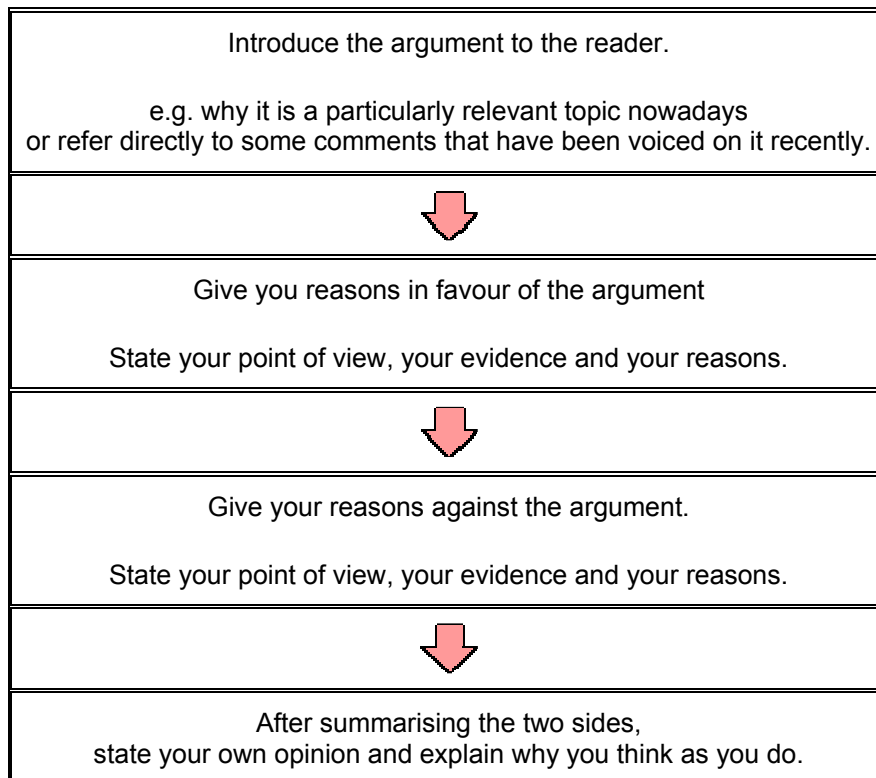 Introduce the argument to the reader.
e.g. why it is a particularly relevant topic nowadays
or refer directly to some comments that have been voiced on it recently.
Give you reasons in favour of the argument
State your point of view, your evidence and your reasons.
Give your reasons against the argument.
State your point of view, your evidence and your reasons.
After summarising the two sides,
state your own opinion and explain why you think as you do.